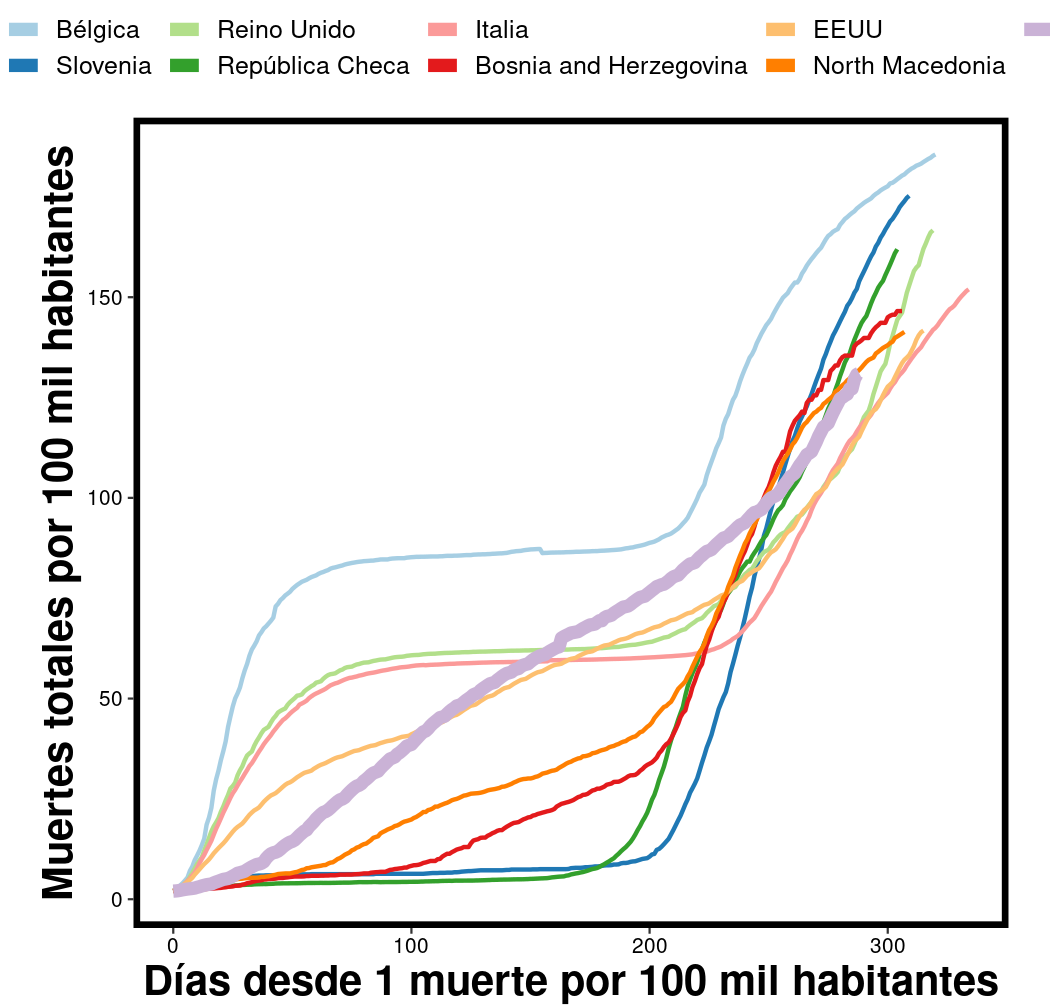 Bélgica Reino Unido Italia EEUU
Slovenia República Checa Bosnia and Herzegovina North Macedonia
Muertes totales por 100 mil habitantes
150
100
50
0
0 100 200 300
Días desde 1 muerte por 100 mil habitantes